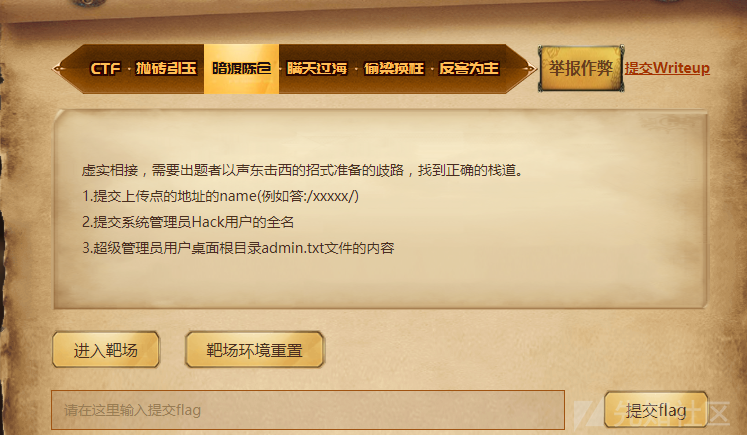 CTF · 抛砖引玉 暗渡陈仓 · 瞒天过海 · 偷梁换柱 · 反客为主 举报作弊 提交Writeup
虚实相接，需要出题者以声东击西的招式准备的歧路，找到正确的栈道。
1.提交上传点的地址的name(例如答:/xxxxx/)
2.提交系统管理员Hack用户的全名
3.超级管理员用户桌面根目录admin.txt文件的内容
进入靶场 靶场环境重置
请在这里输入提交flag 提交flag